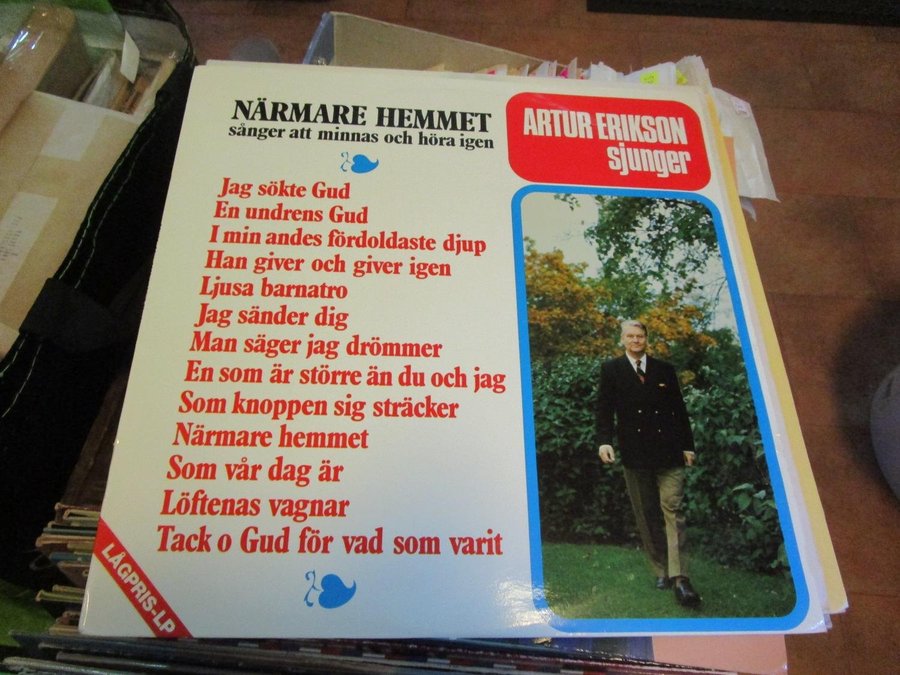 NÄRMARE HEMMET
sånger att minnas och höra igen
ARTUR ERIKSON
sjunger
Jag sökte Gud
En undrens Gud
I min andes fördoldaste djup
Han giver och giver igen
Ljusa barnatro
Jag sänder dig
Man säger jag drömmer
En som är större än du och jag
Som knoppen sig sträcker
Närmare hemmet
Som vår dag är
Löftenas vagnar
Tack o Gud för vad som varit
LÅGPRIS-LP